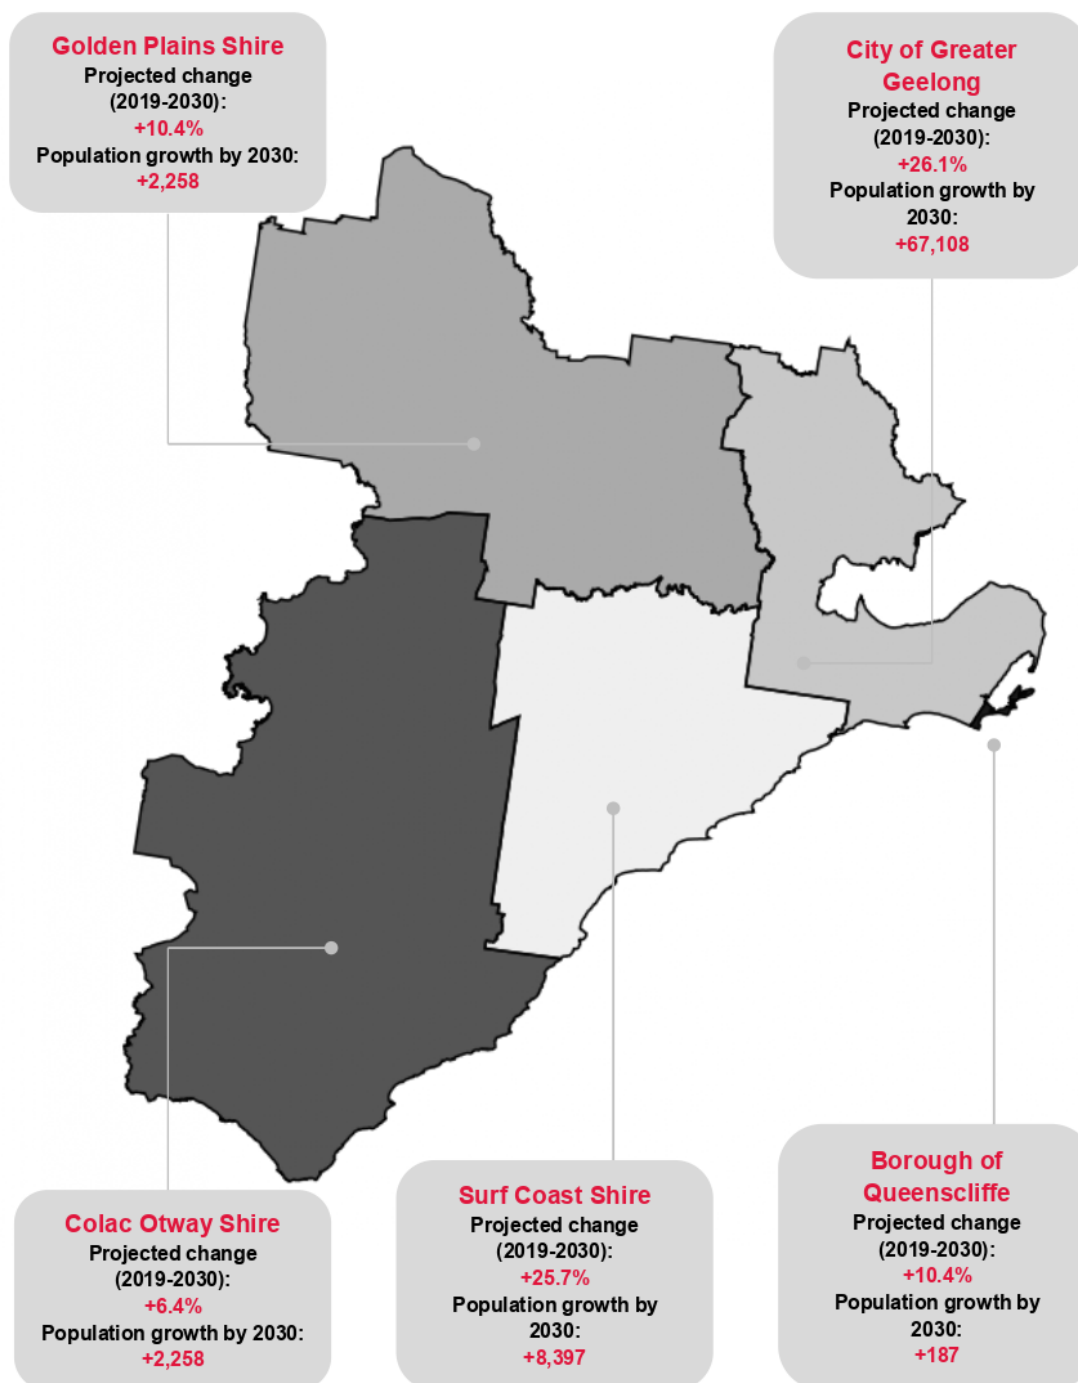 Golden Plains Shire
Projected change
(2019-2030):
+10.4%
Population growth by 2030:
+2,258
City of Greater
Geelong
Projected change
(2019-2030):
+26.1%
Population growth by
2030:
+67,108
Colac Otway Shire
Projected change
(2019-2030):
+6.4%
Population growth by 2030:
+2,258
Surf Coast Shire
Projected change
(2019-2030):
+25.7%
Population growth by
2030:
+8,397
Borough of
Queenscliffe
Projected change
(2019-2030):
+10.4%
Population growth by
2030:
+187